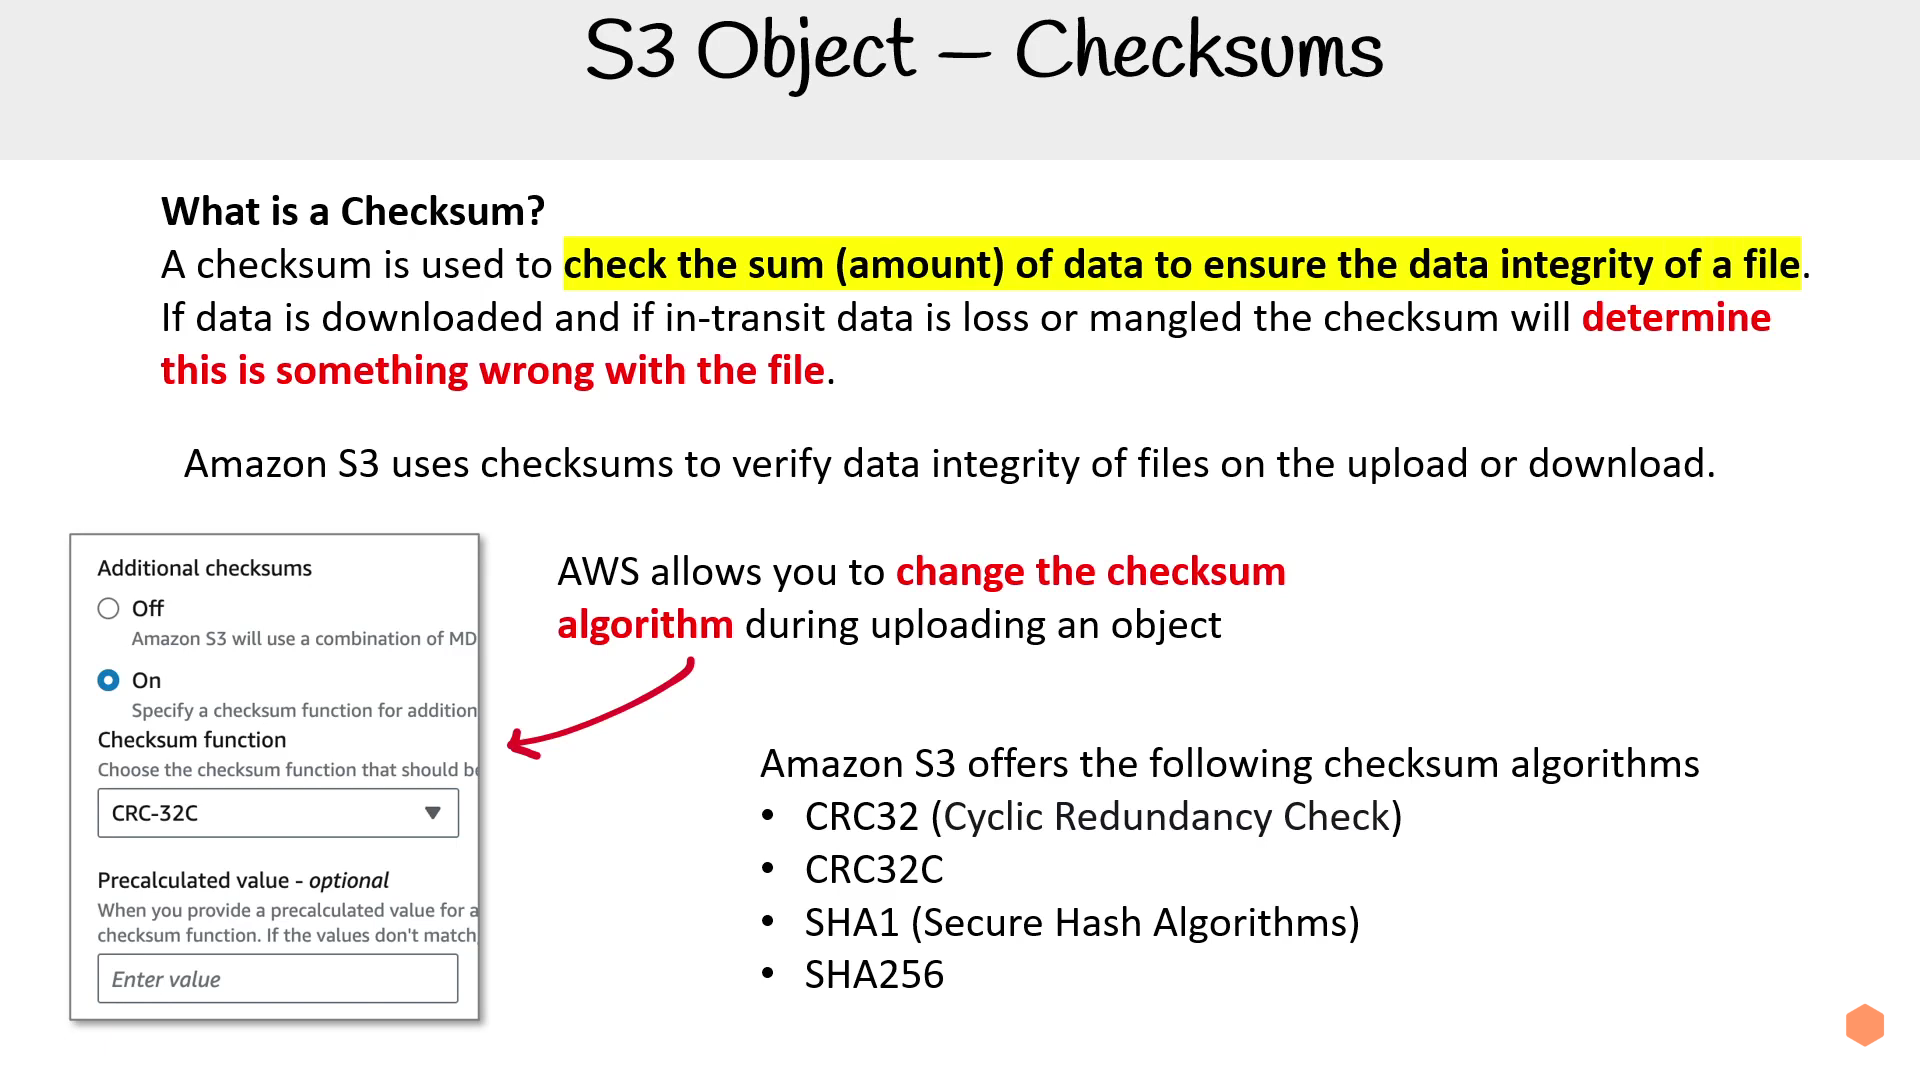 S3 Object — Checksums
What is a Checksum?
A checksum is used to check the sum (amount) of data to ensure the data integrity of a file.
If data is downloaded and if in-transit data is loss or mangled the checksum will determine
this is something wrong with the file.
Amazon S3 uses checksums to verify data integrity of files on the upload or download.
Additional checksums
Off
Amazon S3 will use a combination of MD
On
Specify a checksum function for addition
Checksum function
Choose the checksum function that should be
CRC-32C
Precalculated value - optional
When you provide a precalculated value for a
checksum function. If the values don't match,
Enter value
AWS allows you to change the checksum
algorithm during uploading an object
Amazon S3 offers the following checksum algorithms
• CRC32 (Cyclic Redundancy Check)
• CRC32C
• SHA1 (Secure Hash Algorithms)
• SHA256